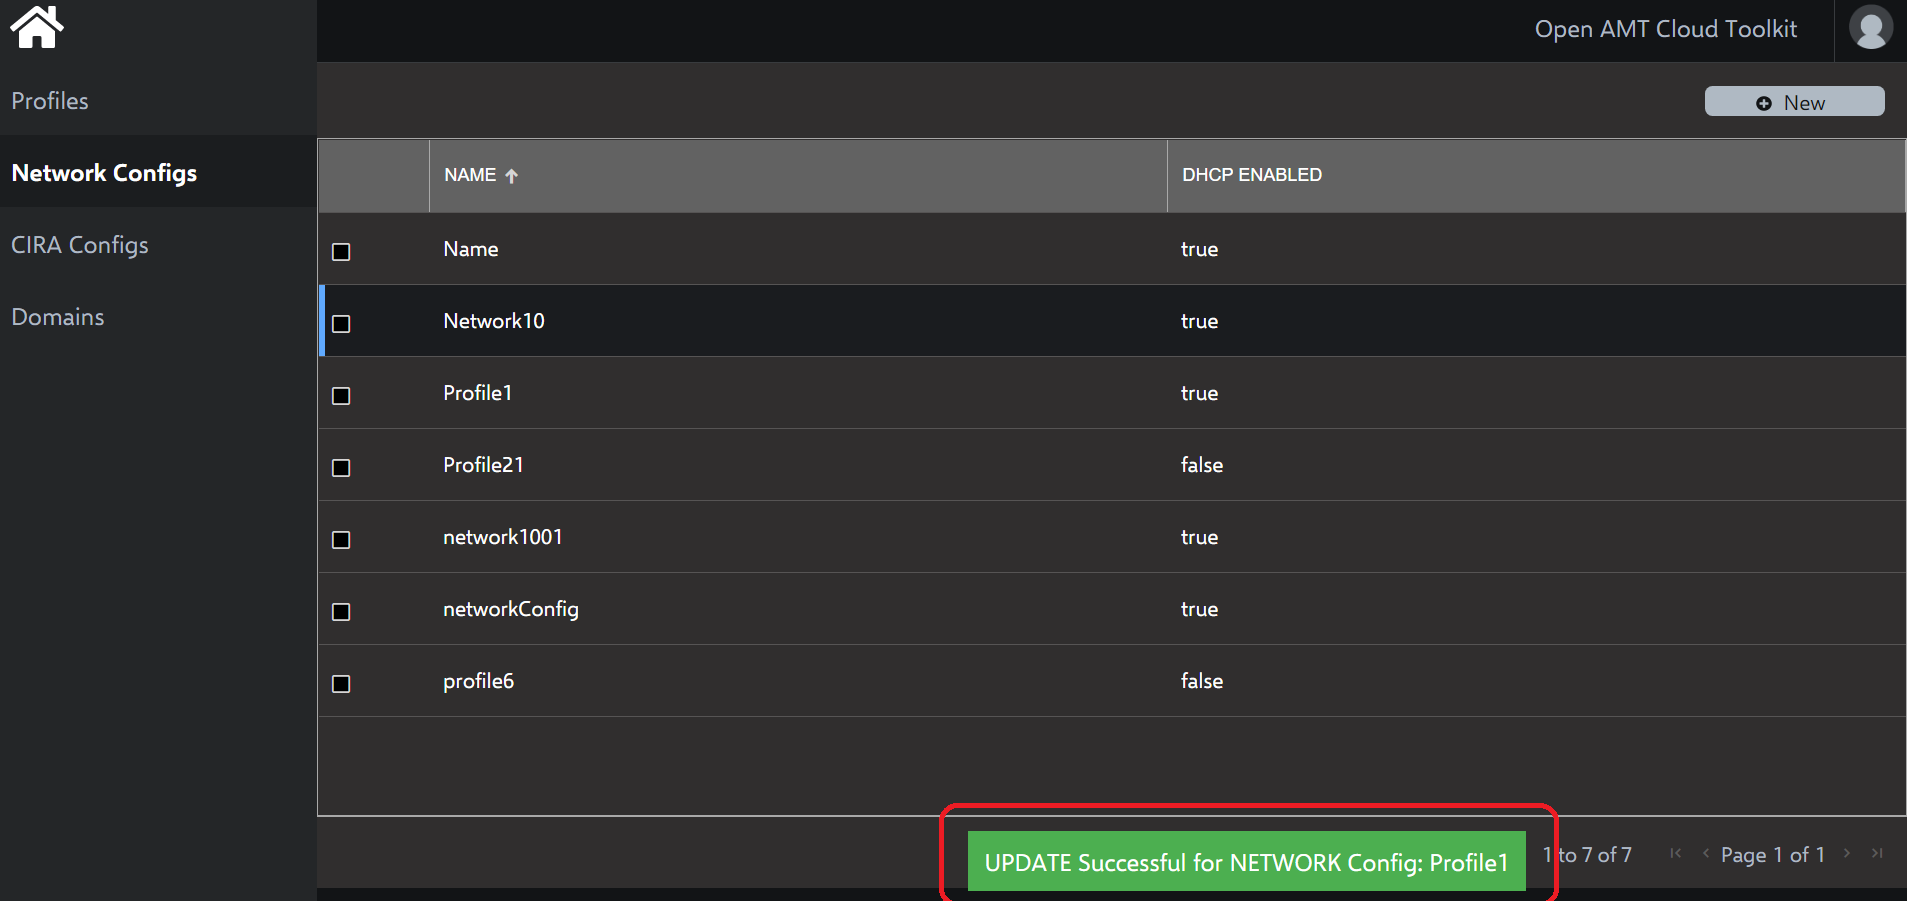 Open AMT Cloud Toolkit
Profiles
Network Configs
CIRA Configs
Domains
New
NAME DHCP ENABLED
Name true
Network10 true
Profile1 true
Profile21 false
network1001 true
networkConfig true
profile6 false
UPDATE Successful for NETWORK Config: Profile1
1 to 7 of 7 Page 1 of 1